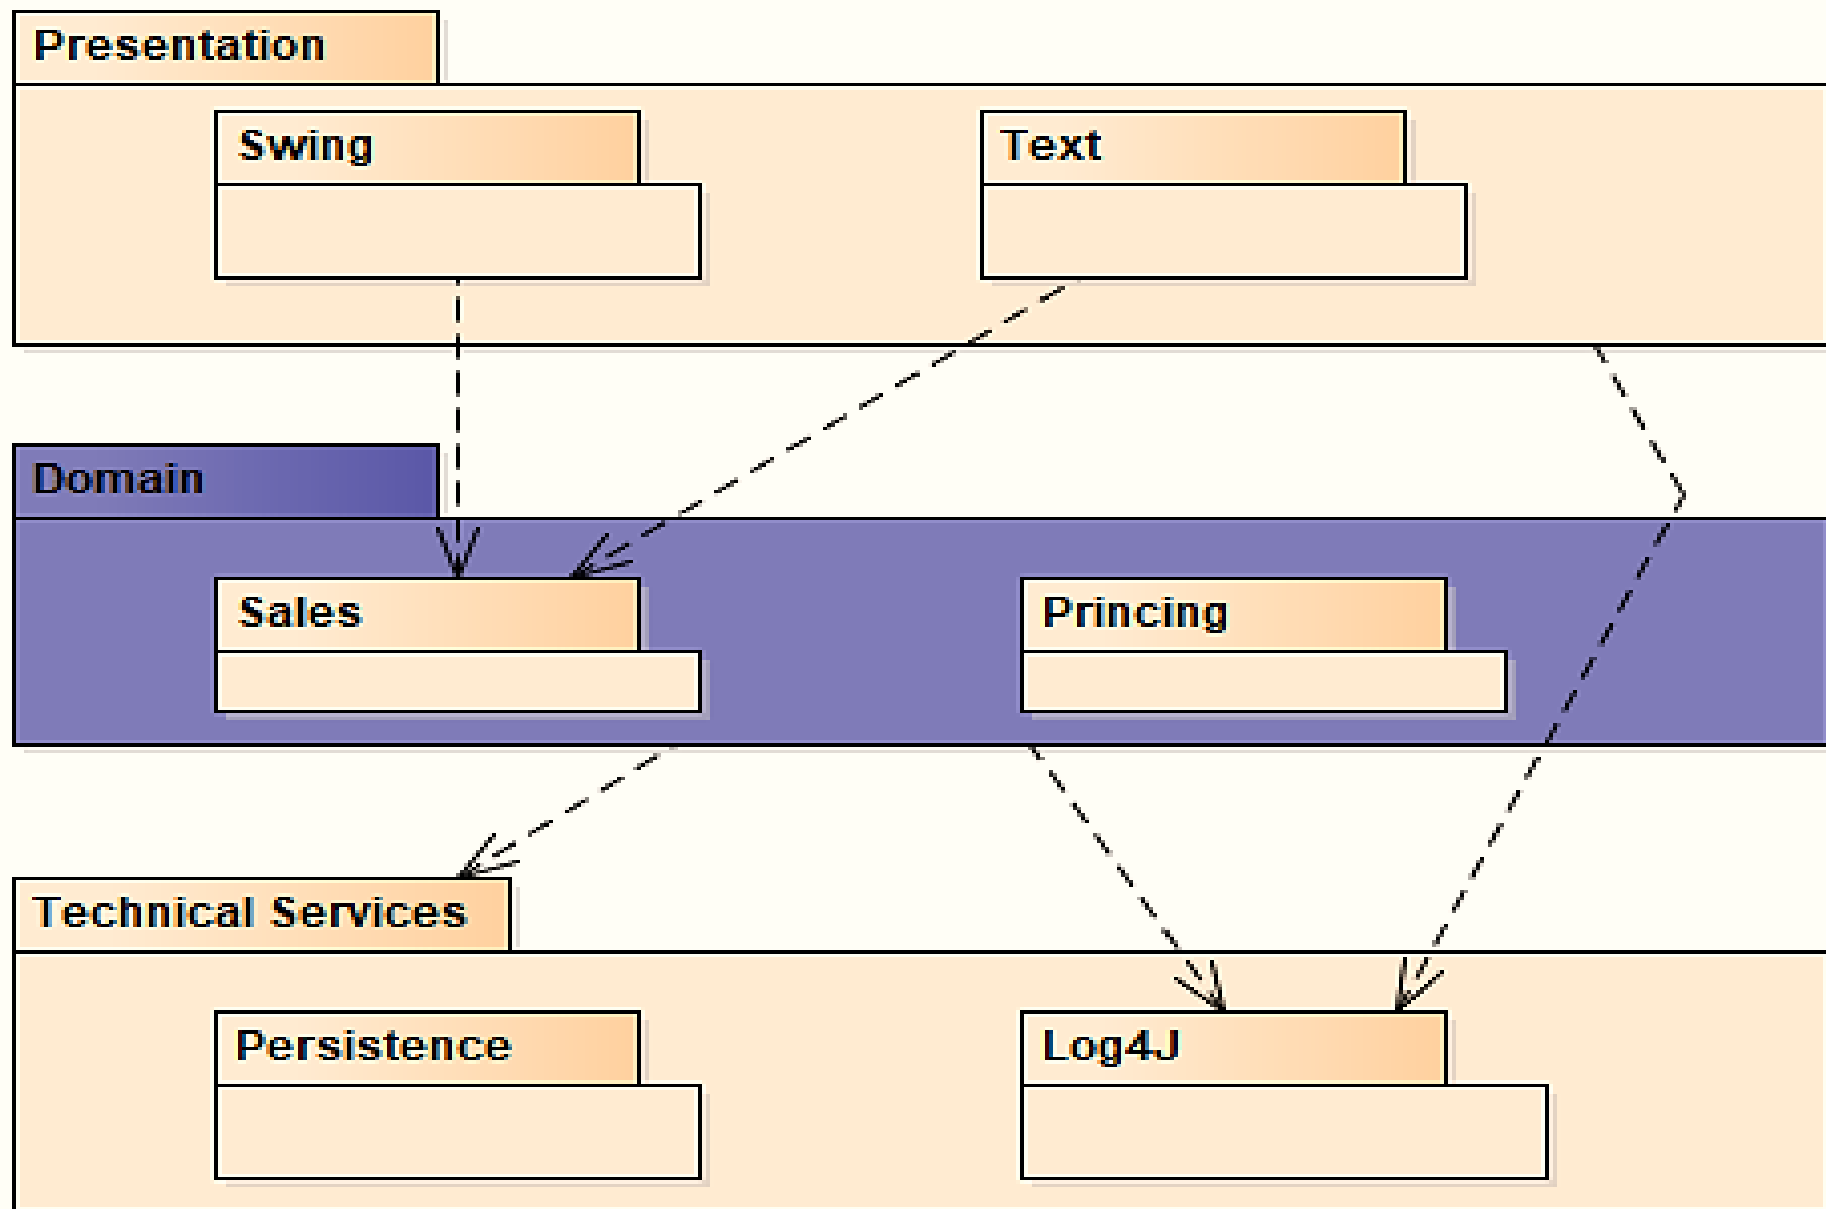 Presentation
Swing
Text
Domain
Sales
Princing
Technical Services
Persistence
Log4J